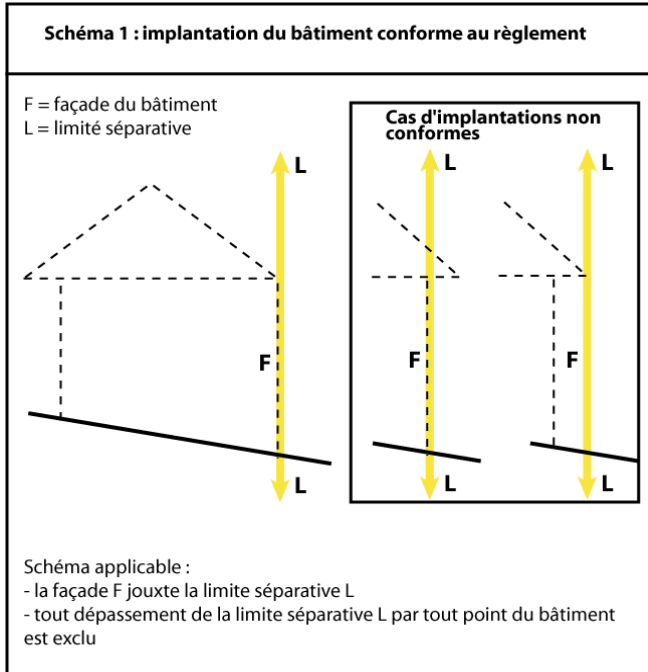 Schéma 1 : implantation du bâtiment conforme au règlement
F = façade du bâtiment
L = limité séparative
L
F
L
Cas d'implantations non
conformes
L
L
F
F
L
L
Schéma applicable :
- la façade F jouxte la limite séparative L
- tout dépassement de la limite séparative L par tout point du bâtiment
est exclu